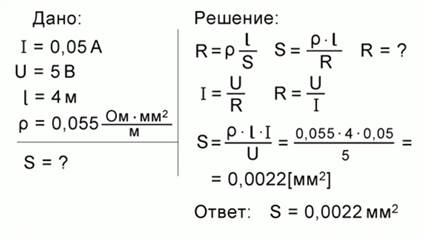 Дано:
I = 0,05 А
U = 5 В
l = 4 м
ρ = 0,055 Ом · мм²/м
S = ?
Решение:
R = ρ l/S   S = ρ · l/R   R = ?
I = U/R   R = U/I
S = ρ · l · I/U = 0,055 · 4 · 0,05/5 =
= 0,0022[мм²]
Ответ: S = 0,0022 мм²